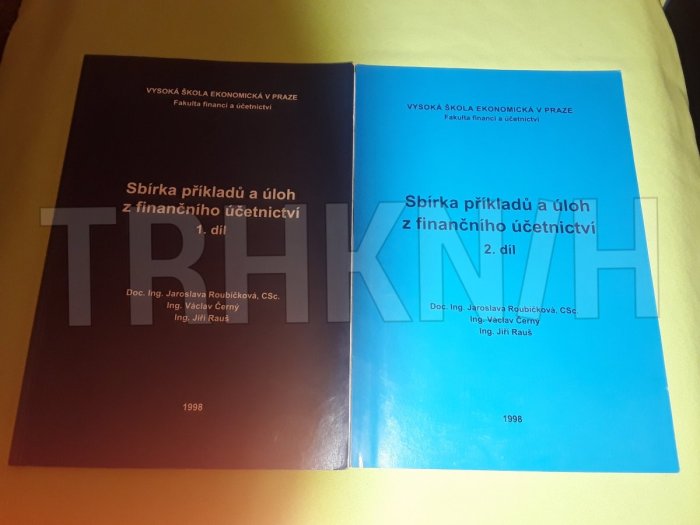 VYSOKÁ ŠKOLA EKONOMICKÁ V PRAZE
Fakulta financí a účetnictví
Sbírka příkladů a úloh
z finančního účetnictví
1. díl
Doc. Ing. Jaroslava Roubíčková, CSc.
Ing. Václav Černý
Ing. Jiří Rauš
1998
VYSOKÁ ŠKOLA EKONOMICKÁ V PRAZE
Fakulta financí a účetnictví
Sbírka příkladů a úloh
z finančního účetnictví
2. díl
Doc. Ing. Jaroslava Roubíčková, CSc.
Ing. Václav Černý
Ing. Jiří Rauš
1998
TRHKN/H